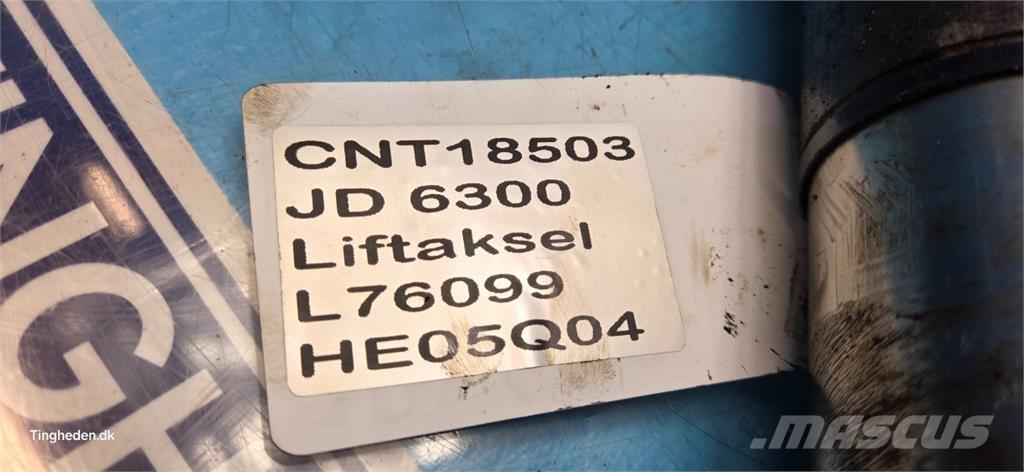 CNT18503
JD 6300
Liftaksel
L76099
HE05Q04
Tingheden.dk
MASCUS